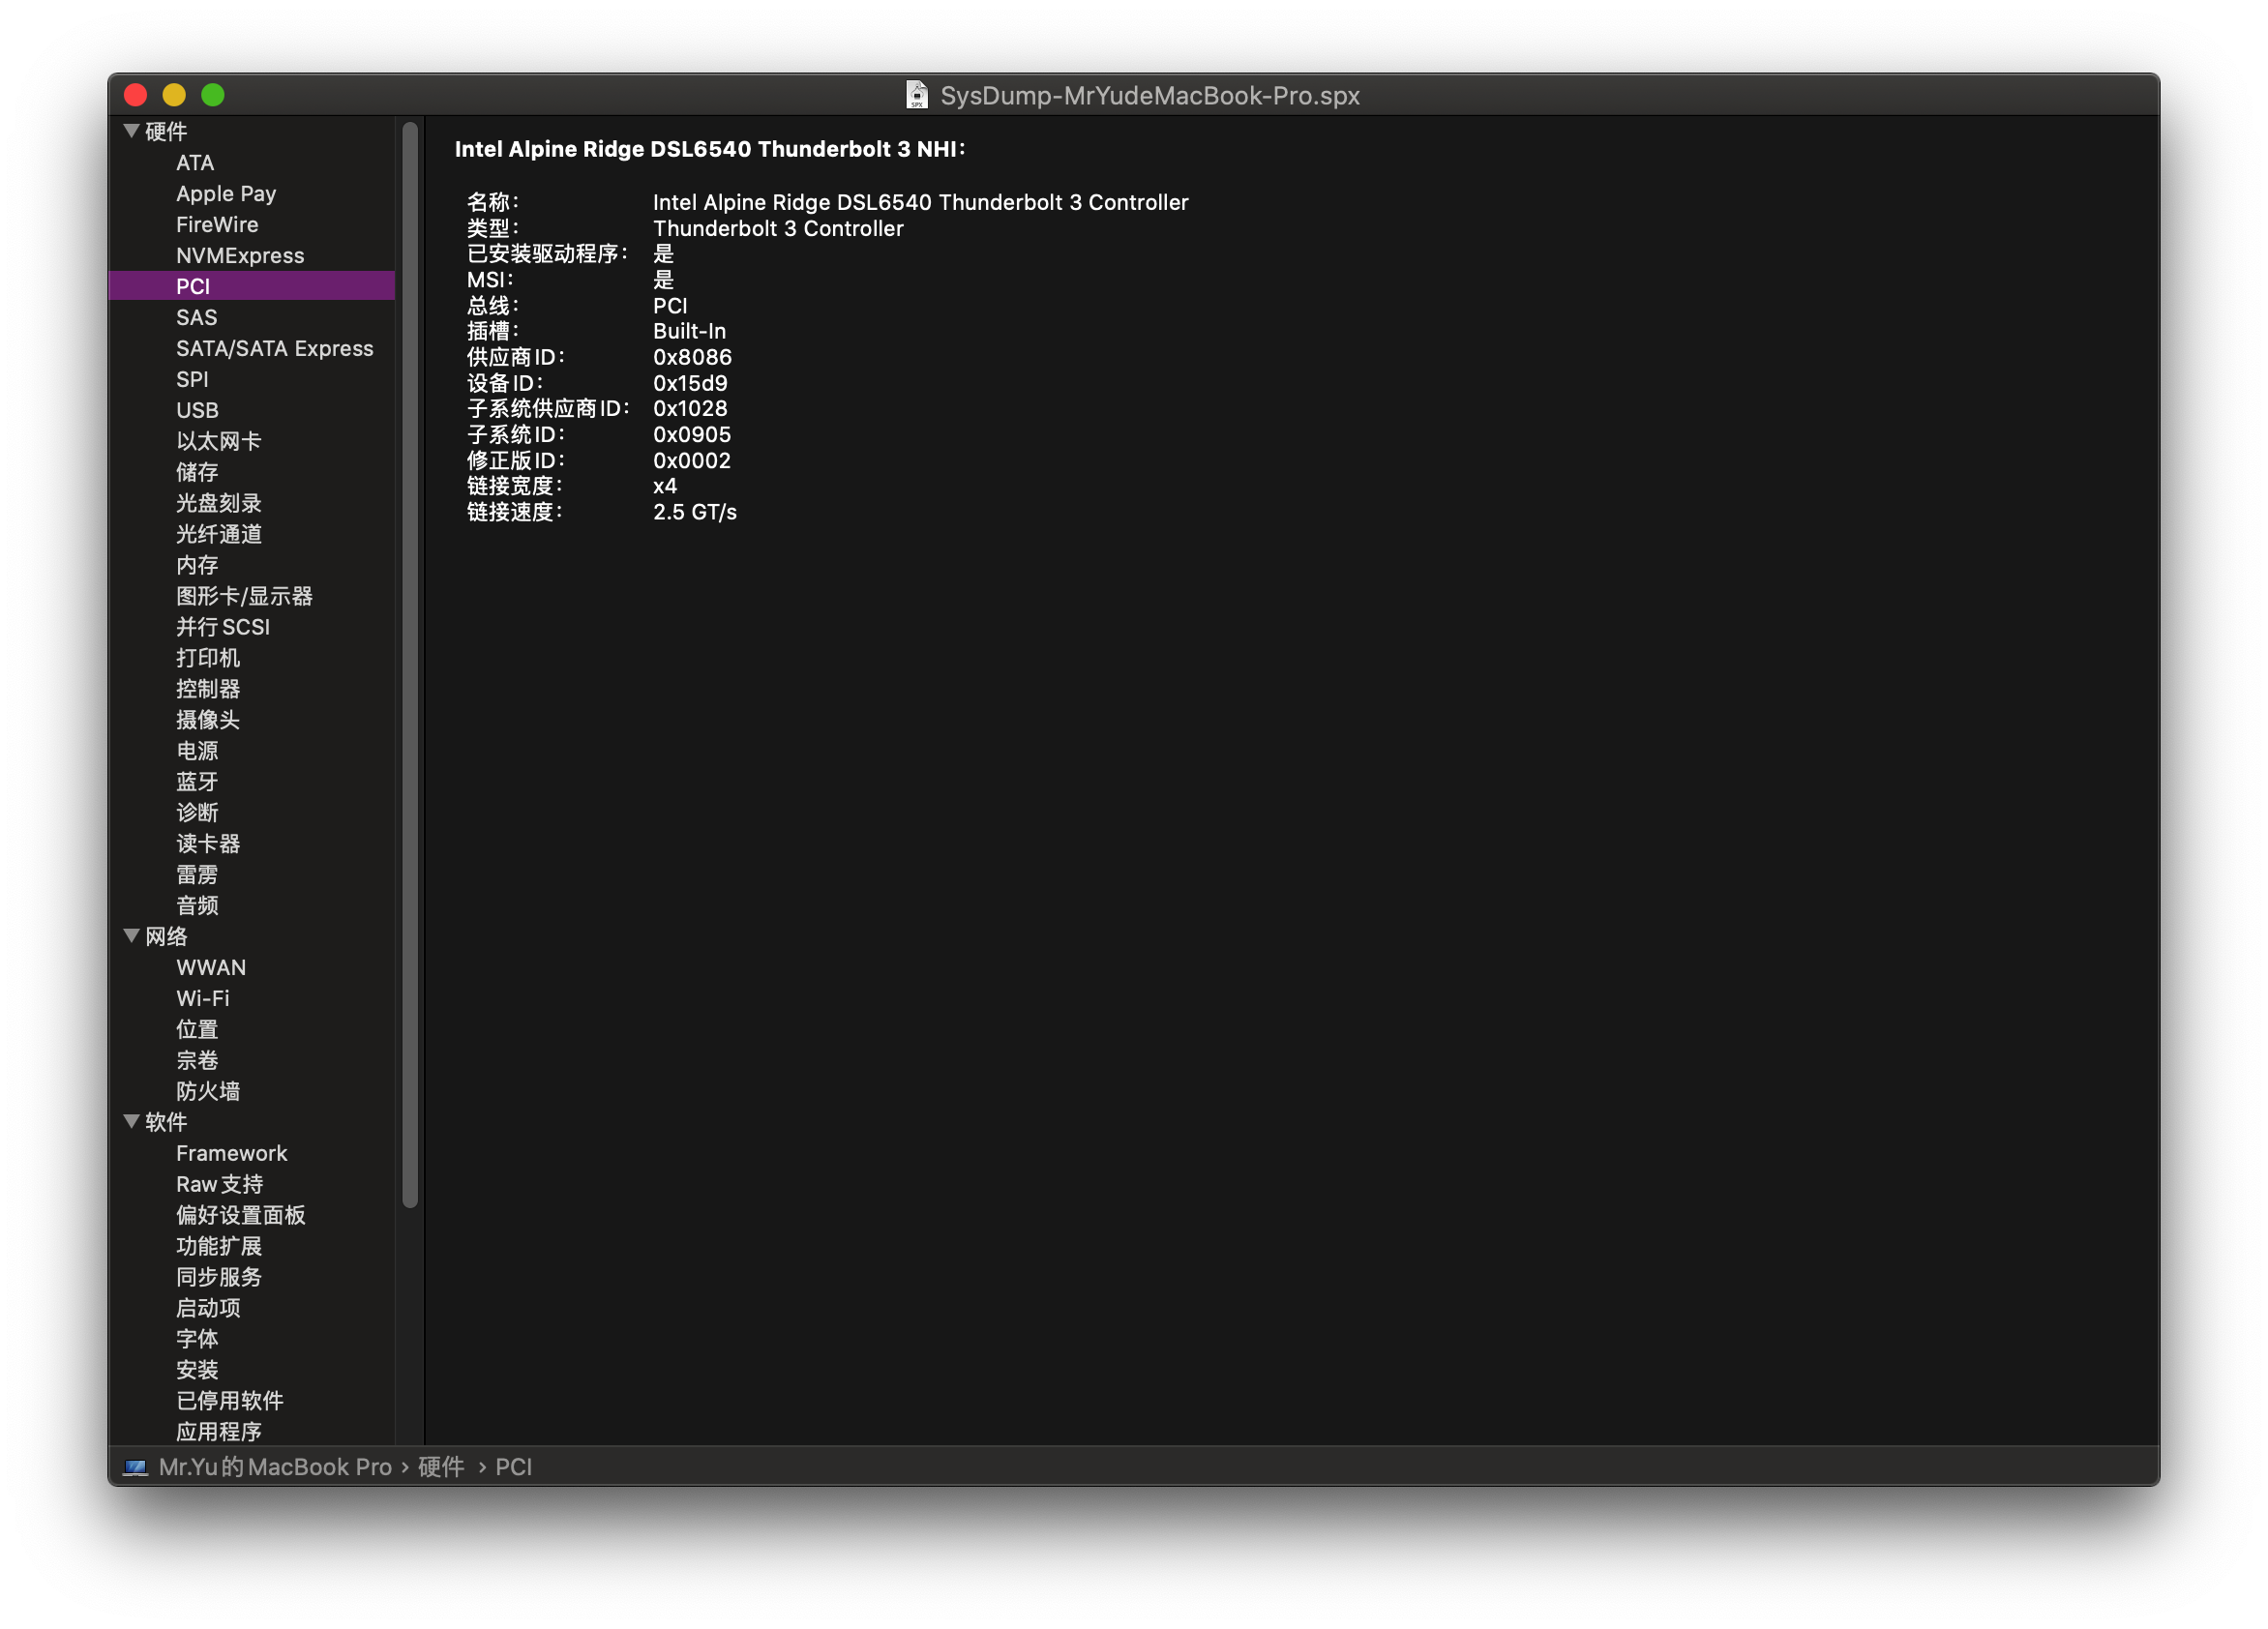 SysDump-MrYudeMacBook-Pro.spx
硬件
ATA
Apple Pay
FireWire
NVMExpress
PCI
SAS
SATA/SATA Express
SPI
USB
以太网卡
储存
光盘刻录
光纤通道
内存
图形卡/显示器
并行SCSI
打印机
控制器
摄像头
电源
蓝牙
诊断
读卡器
雷雳
音频
网络
WWAN
Wi-Fi
位置
宗卷
防火墙
软件
Framework
Raw支持
偏好设置面板
功能扩展
同步服务
启动项
字体
安装
已停用软件
应用程序
Intel Alpine Ridge DSL6540 Thunderbolt 3 NHI：
名称： Intel Alpine Ridge DSL6540 Thunderbolt 3 Controller
类型： Thunderbolt 3 Controller
已安装驱动程序： 是
MSI： 是
总线： PCI
插槽： Built-In
供应商ID： 0x8086
设备ID： 0x15d9
子系统供应商ID： 0x1028
子系统ID： 0x0905
修正版ID： 0x0002
链接宽度： x4
链接速度： 2.5 GT/s
Mr.Yu的MacBook Pro › 硬件 › PCI